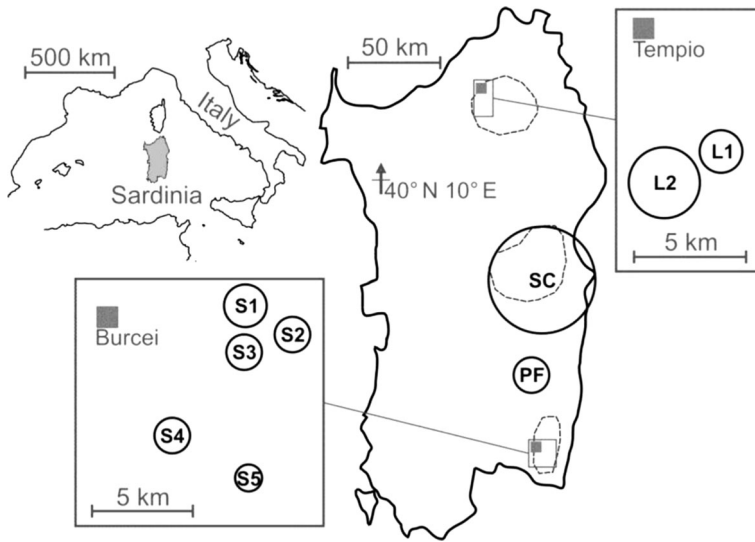 500 km
Italy
Sardinia
50 km
40° N 10° E
SC
PF
Tempio
L1
L2
5 km
Burcei
S1
S2
S3
S4
S5
5 km